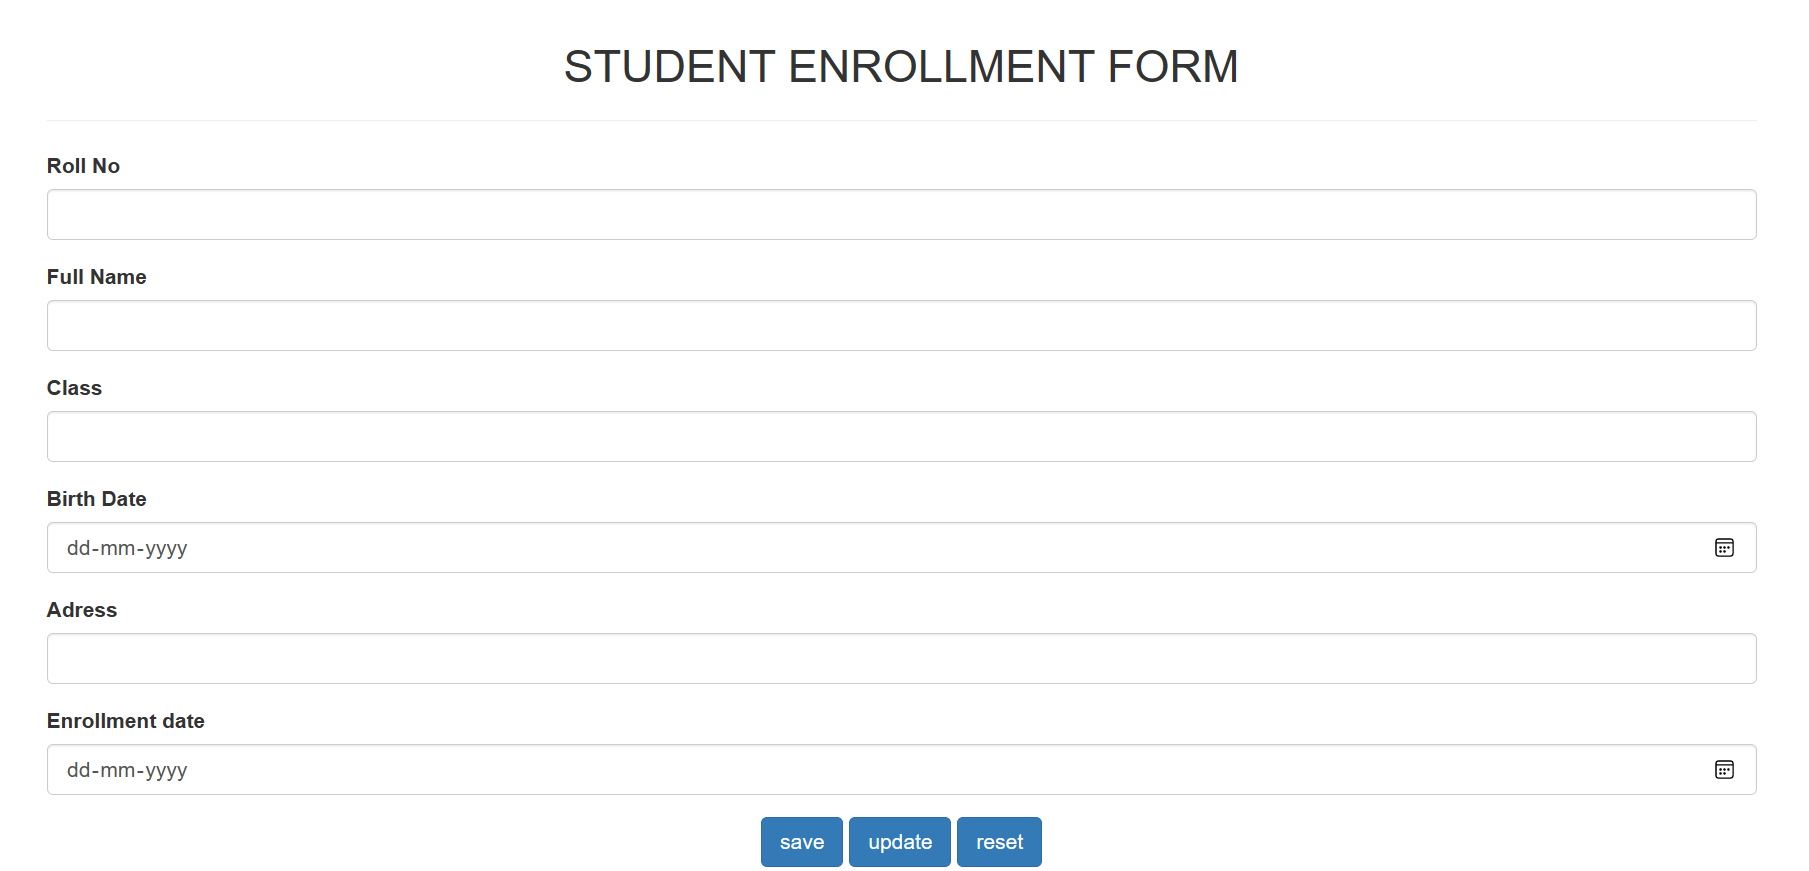 STUDENT ENROLLMENT FORM
Roll No
Full Name
Class
Birth Date
dd-mm-yyyy
Adress
Enrollment date
dd-mm-yyyy
save update reset